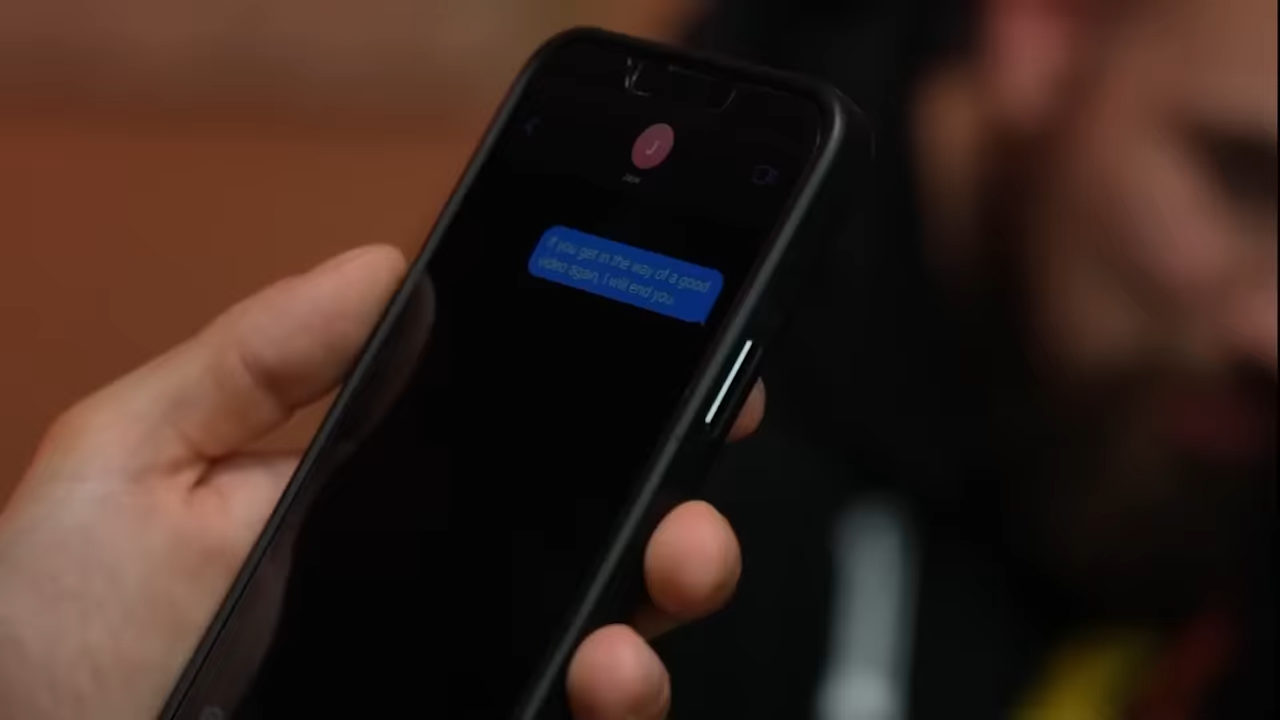 J
If you get in the way of a good
video again, I will end you